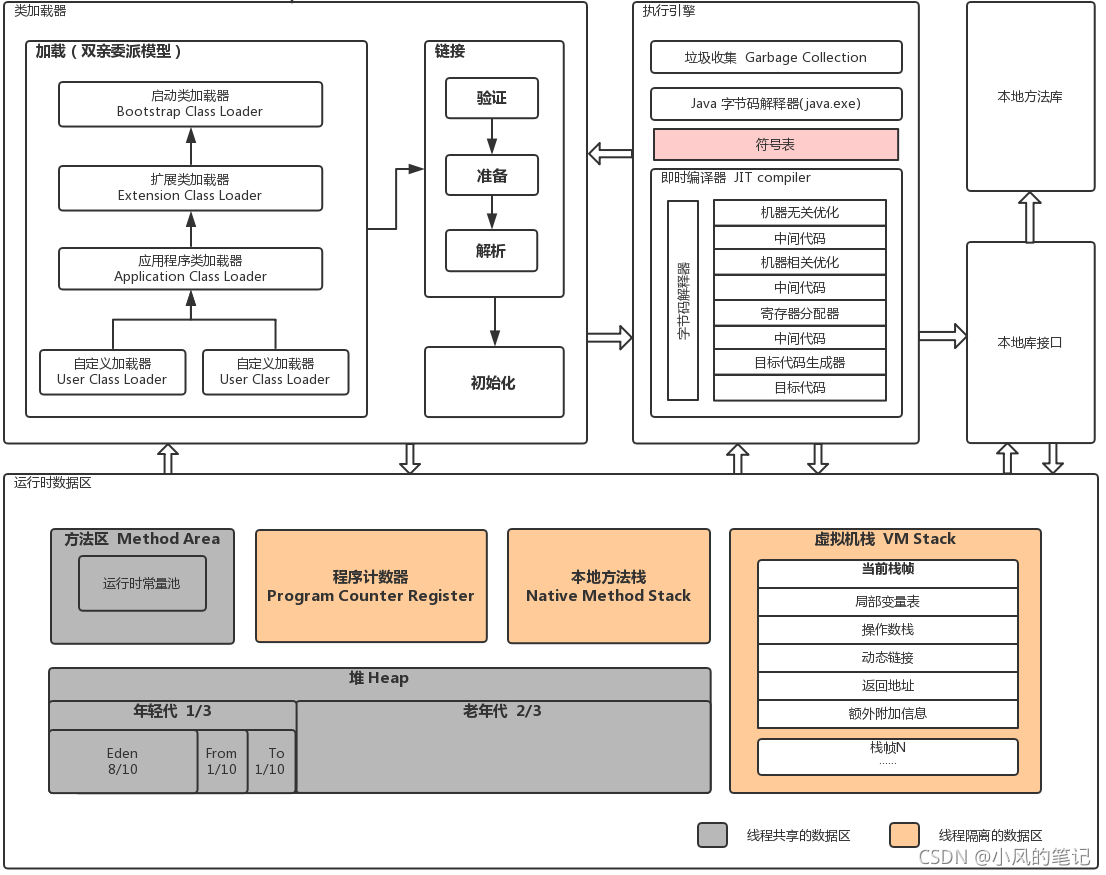 类加载器
加载（双亲委派模型）
启动类加载器
Bootstrap Class Loader
扩展类加载器
Extension Class Loader
应用程序类加载器
Application Class Loader
自定义加载器
User Class Loader
自定义加载器
User Class Loader
链接
验证
准备
解析
初始化
执行引擎
垃圾收集 Garbage Collection
Java 字节码解释器(java.exe)
符号表
即时编译器 JIT compiler
字节码解释器
机器无关优化
中间代码
机器相关优化
中间代码
寄存器分配器
中间代码
目标代码生成器
目标代码
本地方法库
本地库接口
运行时数据区
方法区 Method Area
运行时常量池
程序计数器
Program Counter Register
本地方法栈
Native Method Stack
虚拟机栈 VM Stack
当前栈帧
局部变量表
操作数栈
动态链接
返回地址
额外附加信息
栈帧N
......
堆 Heap
年轻代 1/3
老年代 2/3
Eden
8/10
From
1/10
To
1/10
线程共享的数据区
线程隔离的数据区
CSDN @小风的笔记